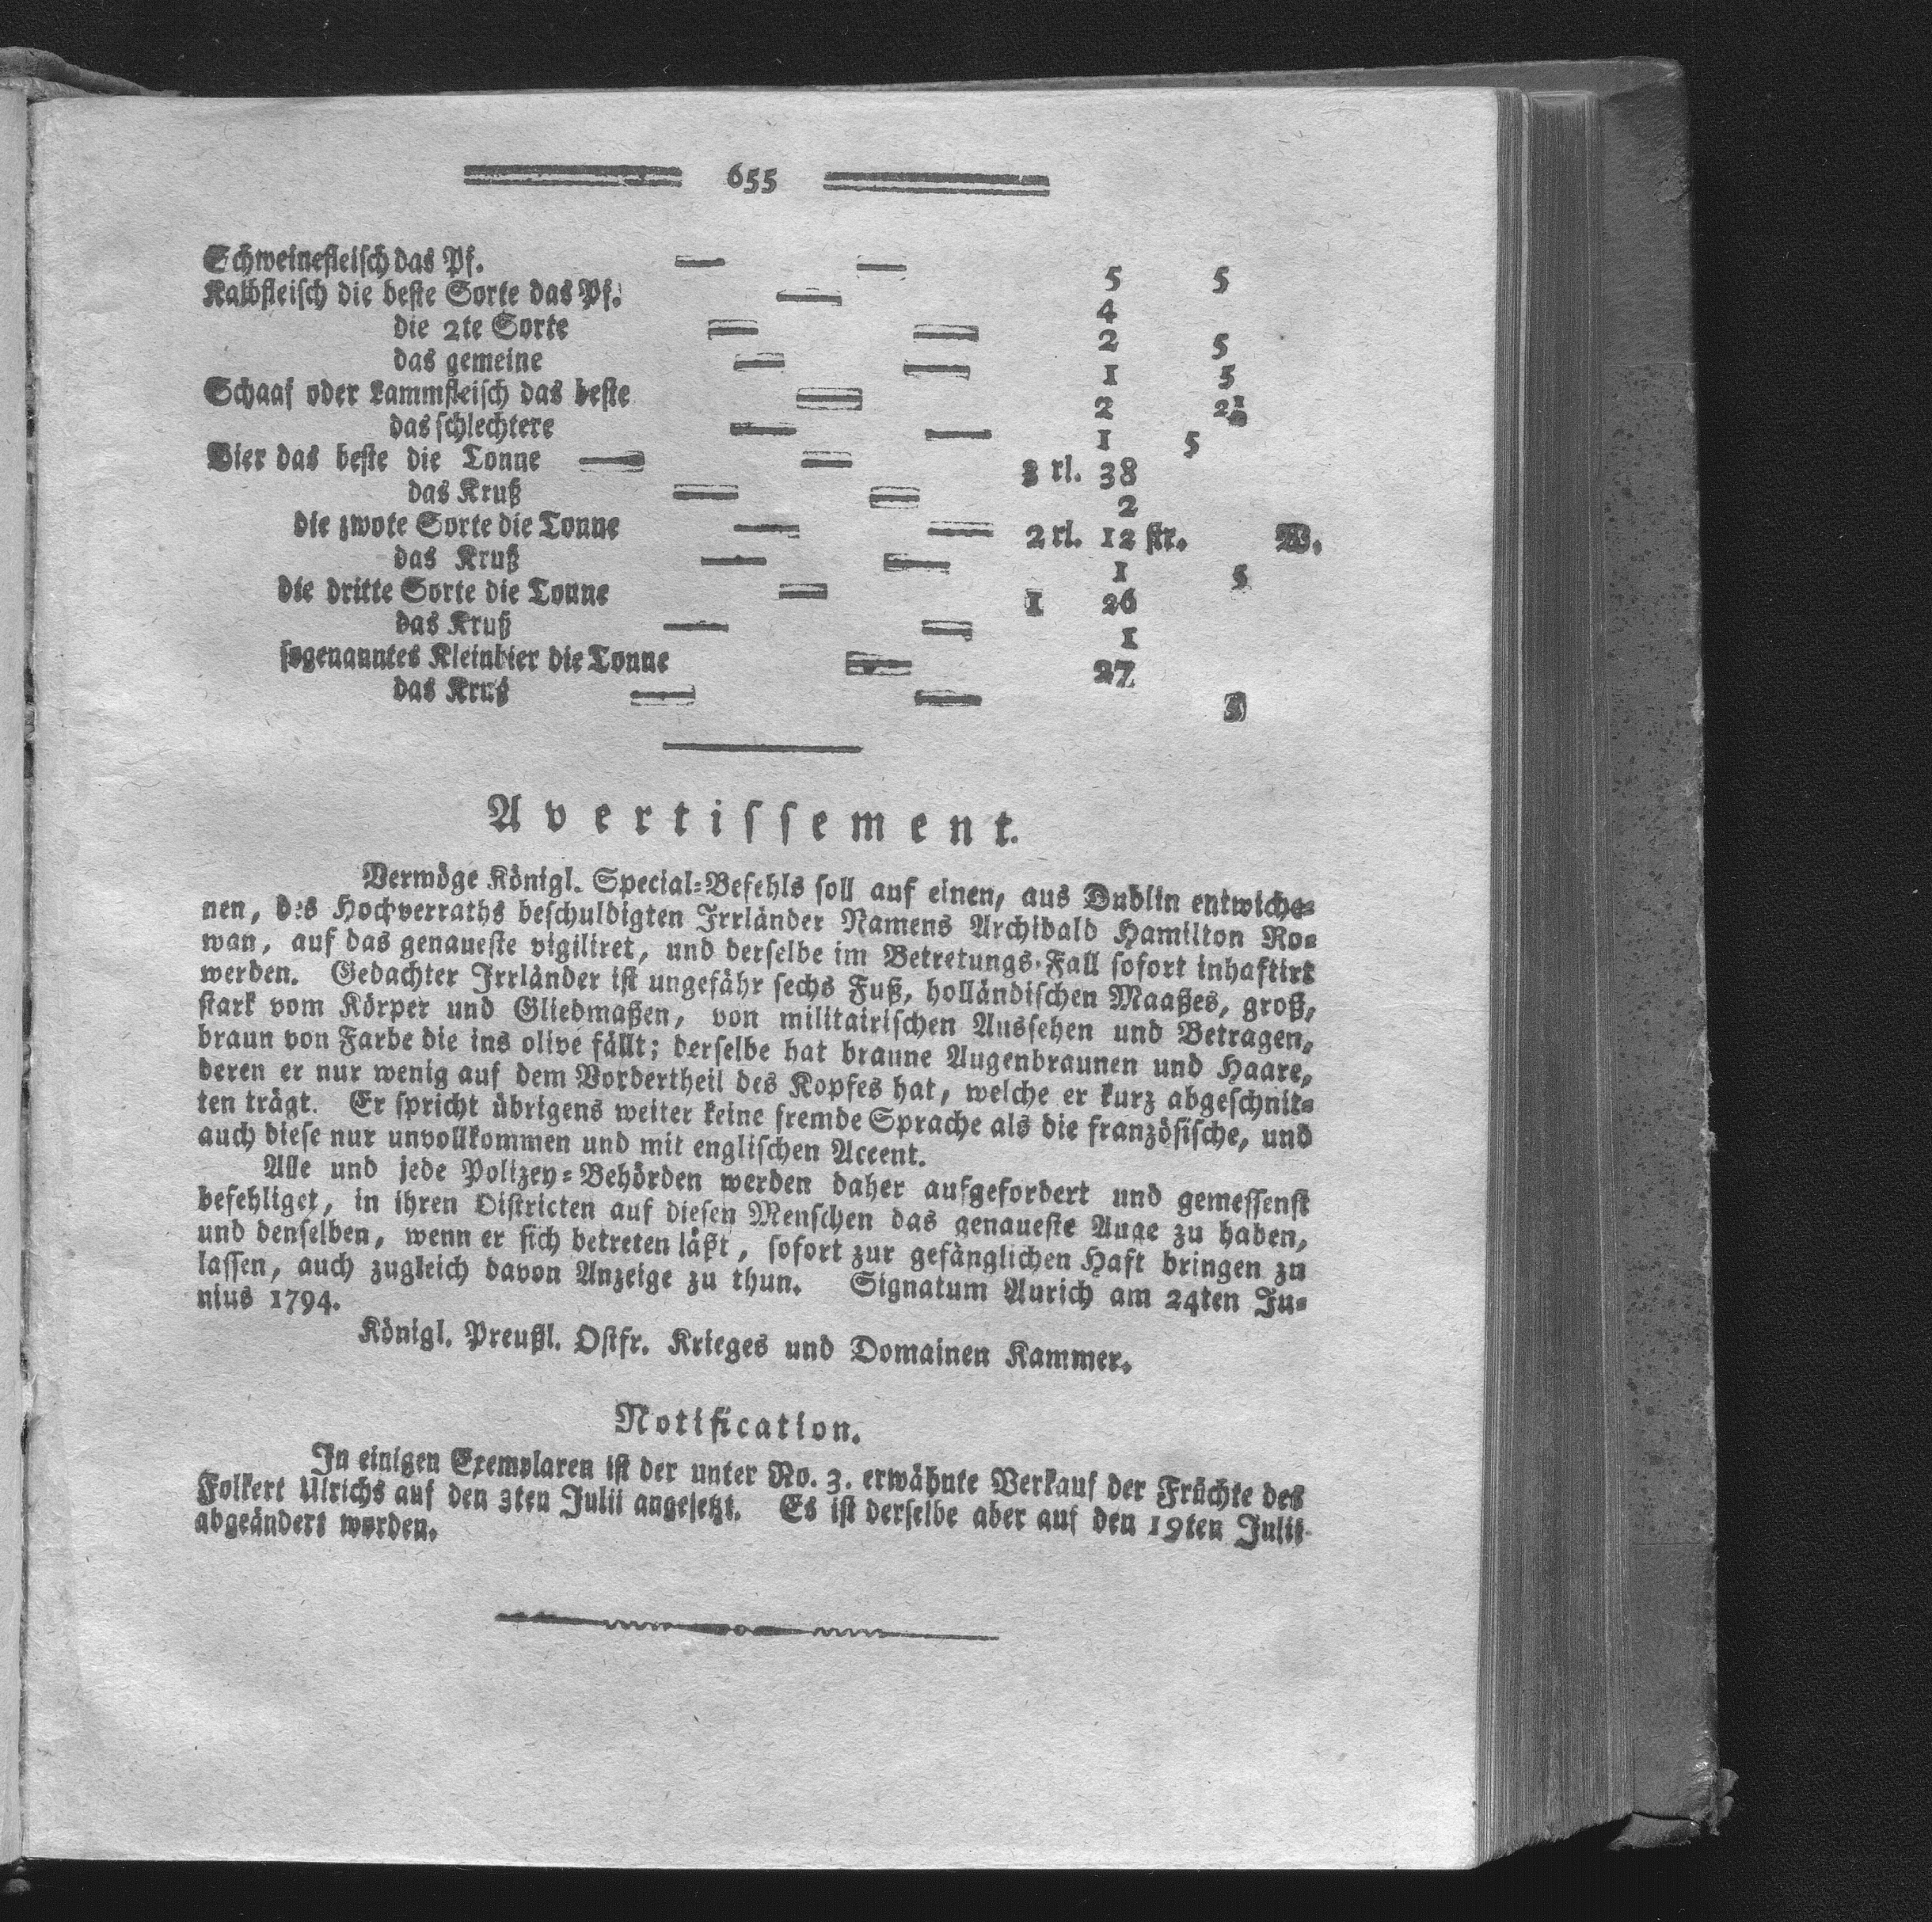 655
Schweinefleisch das Pf. — — 5 5
Kalbfleisch die beste Sorte das Pf. — 4
die 2te Sorte — — 2 5
das gemeine — — 1 5
Schaaf oder Lammfleisch das beste — 2 2½
das schlechtere — — 1 5
Bier das beste die Tonne — — 3 rl. 38
das Kruß — — 2
die zwote Sorte die Tonne — — 2 rl. 12 str. W.
das Kruß — — 1 5
die dritte Sorte die Tonne — 1 26
das Kruß — — 1
sogenanntes Kleinbier die Tonne — 27
das Kruß — — 5
Avertissement.
Vermöge Königl. Special-Befehls soll auf einen, aus Dublin entwiche-
nen, des Hochverraths beschuldigten Irrländer Namens Archibald Hamilton Ro-
wan, auf das genaueste vigiliret, und derselbe im Betretungs-Fall sofort inhaftirt
werden. Gedachter Irrländer ist ungefähr sechs Fuß, holländischen Maaßes, groß,
stark vom Körper und Gliedmaßen, von militairischen Aussehen und Betragen,
braun von Farbe die ins olive fällt; derselbe hat braune Augenbraunen und Haare,
deren er nur wenig auf dem Vordertheil des Kopfes hat, welche er kurz abgeschnit-
ten trägt. Er spricht übrigens weiter keine fremde Sprache als die französische, und
auch diese nur unvollkommen und mit englischen Accent.
Alle und jede Polizey-Behörden werden daher aufgefordert und gemessenst
befehliget, in ihren Districten auf diesen Menschen das genaueste Auge zu haben,
und denselben, wenn er sich betreten läßt, sofort zur gefänglichen Haft bringen zu
lassen, auch zugleich davon Anzeige zu thun. Signatum Aurich am 24ten Ju-
nius 1794.
Königl. Preußl. Ostfr. Krieges und Domainen Kammer.
Notification.
In einigen Exemplaren ist der unter No. 3. erwähnte Verkauf der Früchte des
Folkert Ulrichs auf den 3ten Julii angesetzt. Es ist derselbe aber auf den 19ten Julii
abgeändert worden.